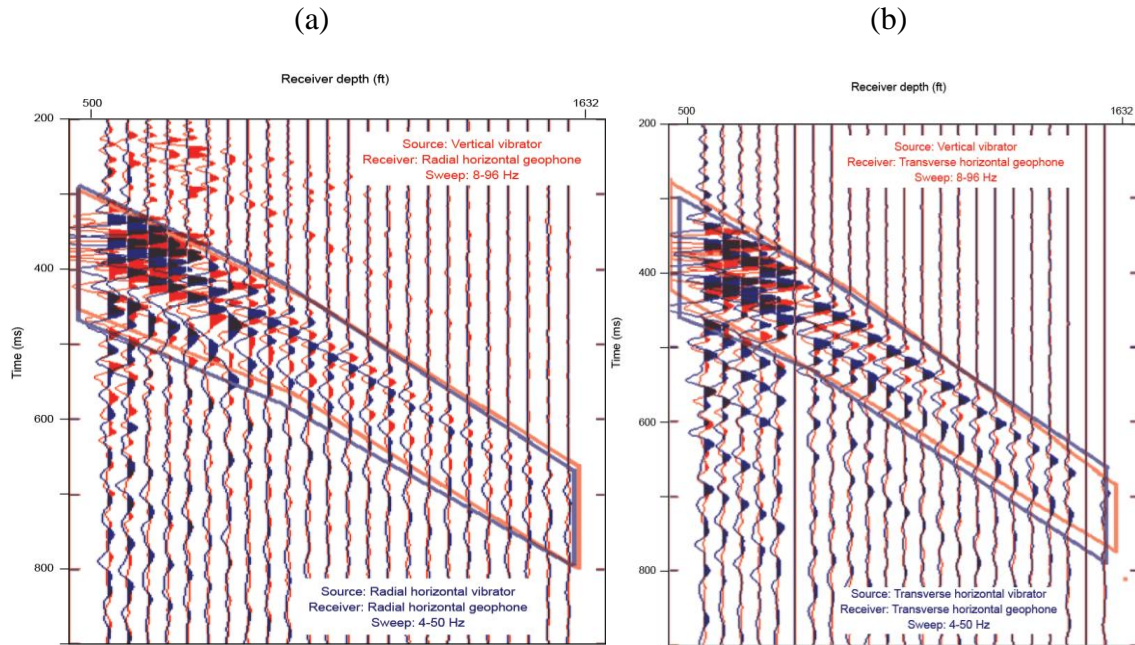 (a)
Receiver depth (ft)
500 1632
200
Source: Vertical vibrator
Receiver: Radial horizontal geophone
Sweep: 8-96 Hz
400
Time (ms)
600
800
Source: Radial horizontal vibrator
Receiver: Radial horizontal geophone
Sweep: 4-50 Hz
(b)
Receiver depth (ft)
500 1632
200
Source: Vertical vibrator
Receiver: Transverse horizontal geophone
Sweep: 8-96 Hz
400
Time (ms)
600
800
Source: Transverse horizontal vibrator
Receiver: Transverse horizontal geophone
Sweep: 4-50 Hz